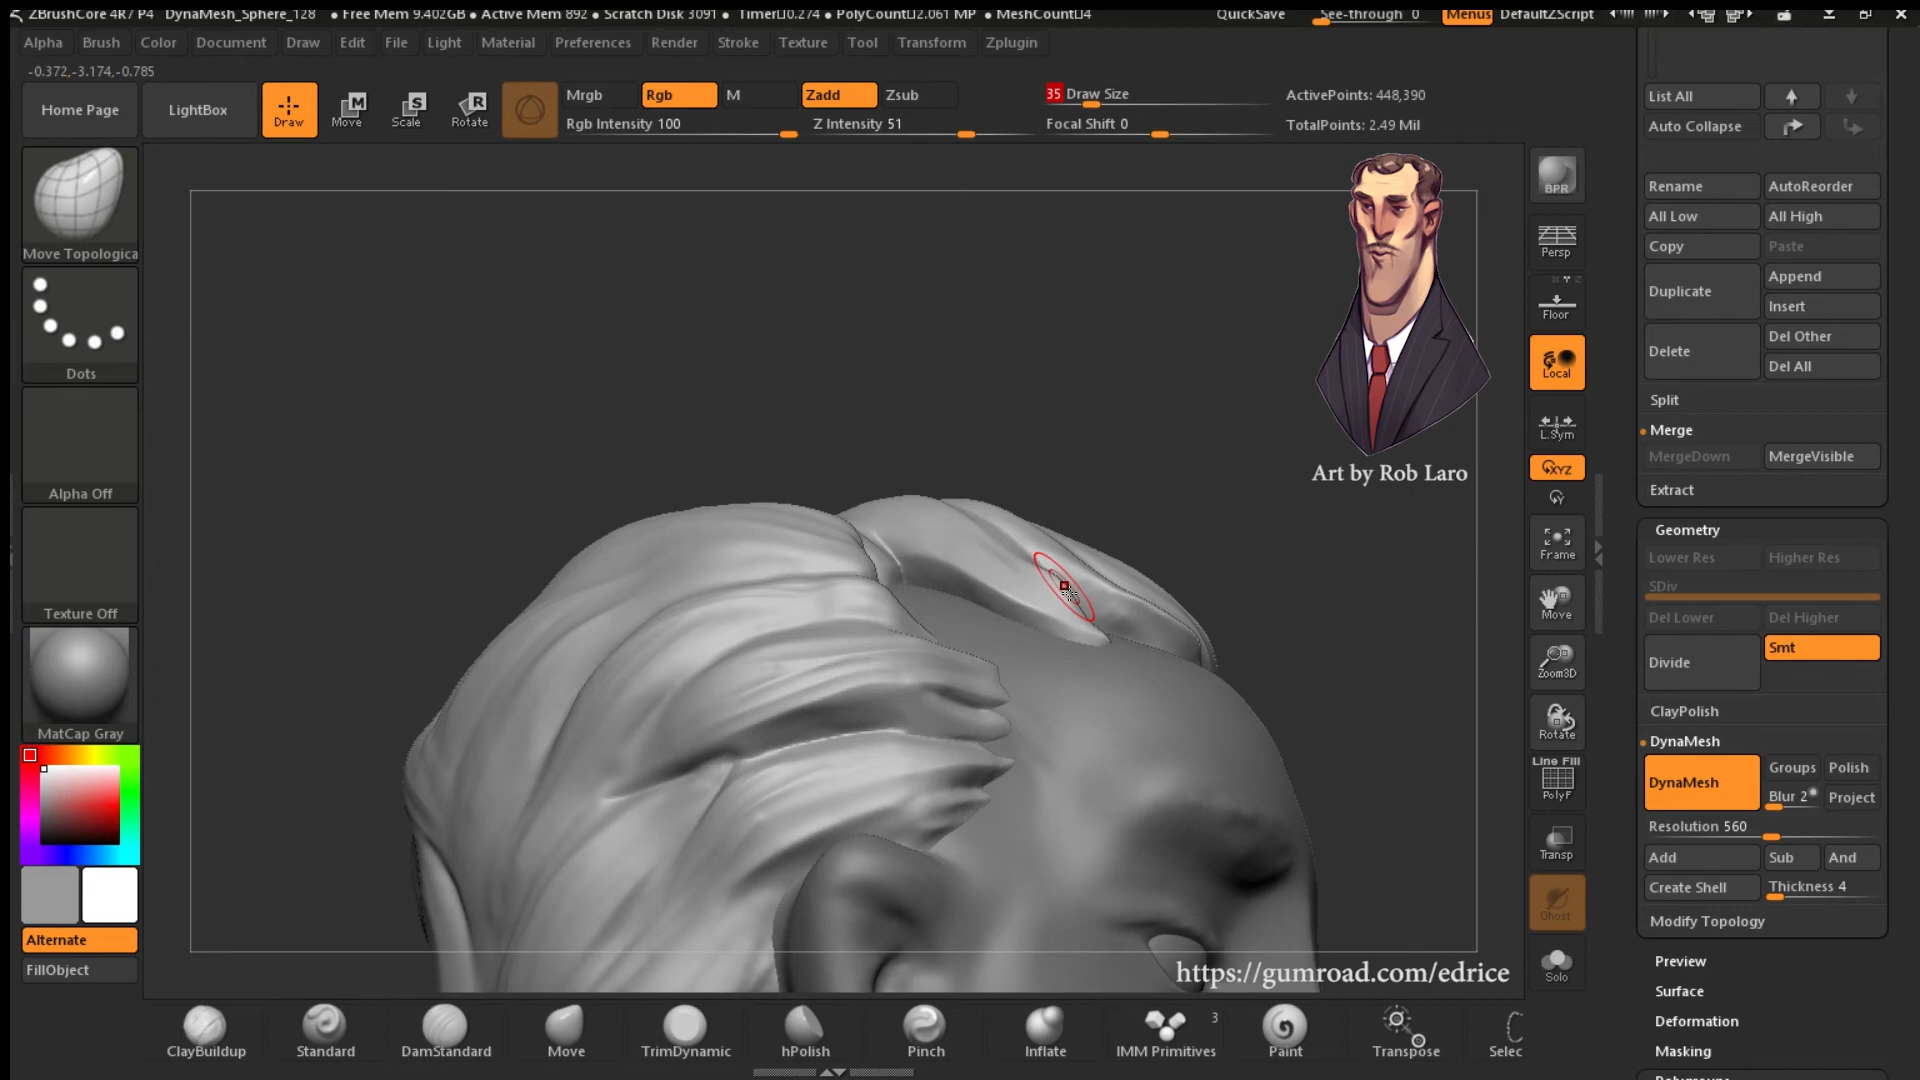 ZBrushCore 4R7 P4 DynaMesh_Sphere_128 • Free Mem 9.402GB • Active Mem 892 • Scratch Disk 3091 • Timer▯0.274 • PolyCount▯2.061 MP • MeshCount▯4 QuickSave See-through 0 Menus DefaultZScript
Alpha Brush Color Document Draw Edit File Light Material Preferences Render Stroke Texture Tool Transform Zplugin
-0.372,-3.174,-0.785
Home Page LightBox Draw Move Scale Rotate
Mrgb Rgb M Zadd Zsub 35 Draw Size ActivePoints: 448,390
Rgb Intensity 100 Z Intensity 51 Focal Shift 0 TotalPoints: 2.49 Mil
Move Topologica
Dots
Alpha Off
Texture Off
MatCap Gray
Alternate
FillObject
Art by Rob Laro
https://gumroad.com/edrice
BPR
Persp
Floor
Local
L.Sym
XYZ
Y
Frame
Move
Zoom3D
Rotate
Line Fill
PolyF
Transp
Ghost
Solo
List All
Auto Collapse
Rename AutoReorder
All Low All High
Copy Paste
Duplicate Append
Insert
Delete Del Other
Del All
Split
Merge
MergeDown MergeVisible
Extract
Geometry
Lower Res Higher Res
SDiv
Del Lower Del Higher
Divide Smt
ClayPolish
DynaMesh
DynaMesh Groups Polish
Blur 2 Project
Resolution 560
Add Sub And
Create Shell Thickness 4
Modify Topology
Preview
Surface
Deformation
Masking
ClayBuildup Standard DamStandard Move TrimDynamic hPolish Pinch Inflate IMM Primitives 3 Paint Transpose Selec